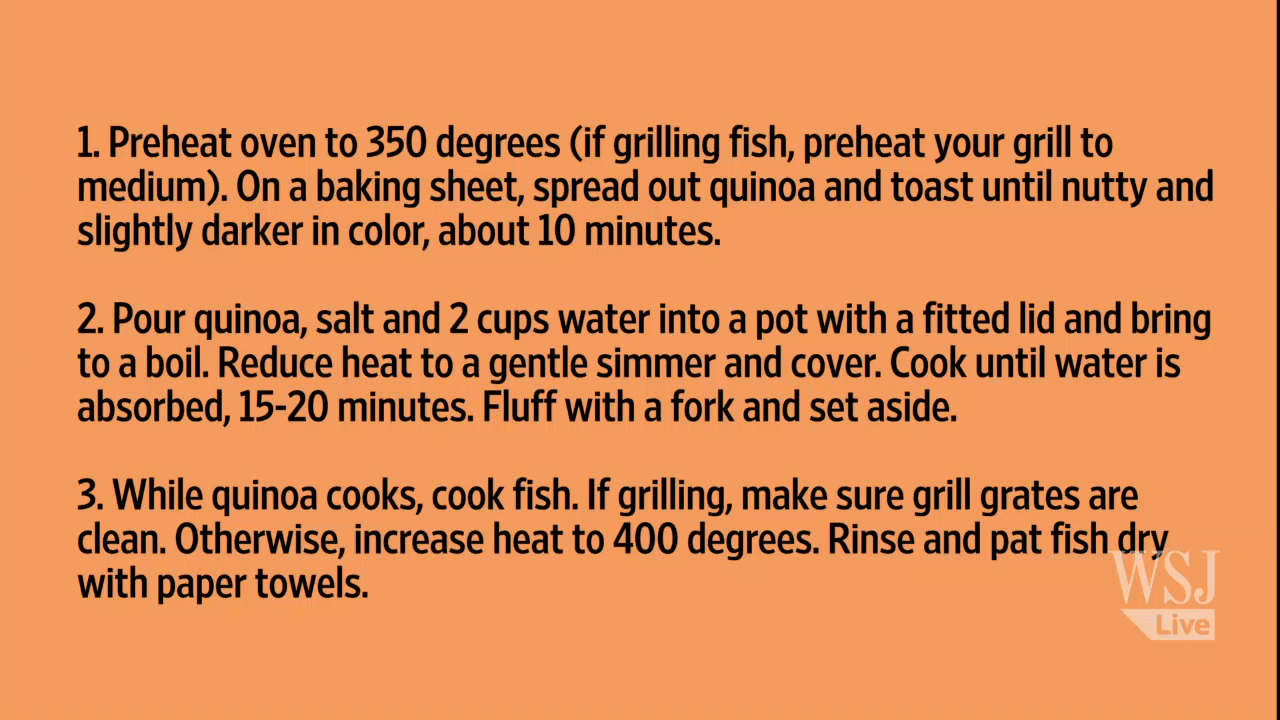 1. Preheat oven to 350 degrees (if grilling fish, preheat your grill to
medium). On a baking sheet, spread out quinoa and toast until nutty and
slightly darker in color, about 10 minutes.
2. Pour quinoa, salt and 2 cups water into a pot with a fitted lid and bring
to a boil. Reduce heat to a gentle simmer and cover. Cook until water is
absorbed, 15-20 minutes. Fluff with a fork and set aside.
3. While quinoa cooks, cook fish. If grilling, make sure grill grates are
clean. Otherwise, increase heat to 400 degrees. Rinse and pat fish dry
with paper towels.
WSJ
Live